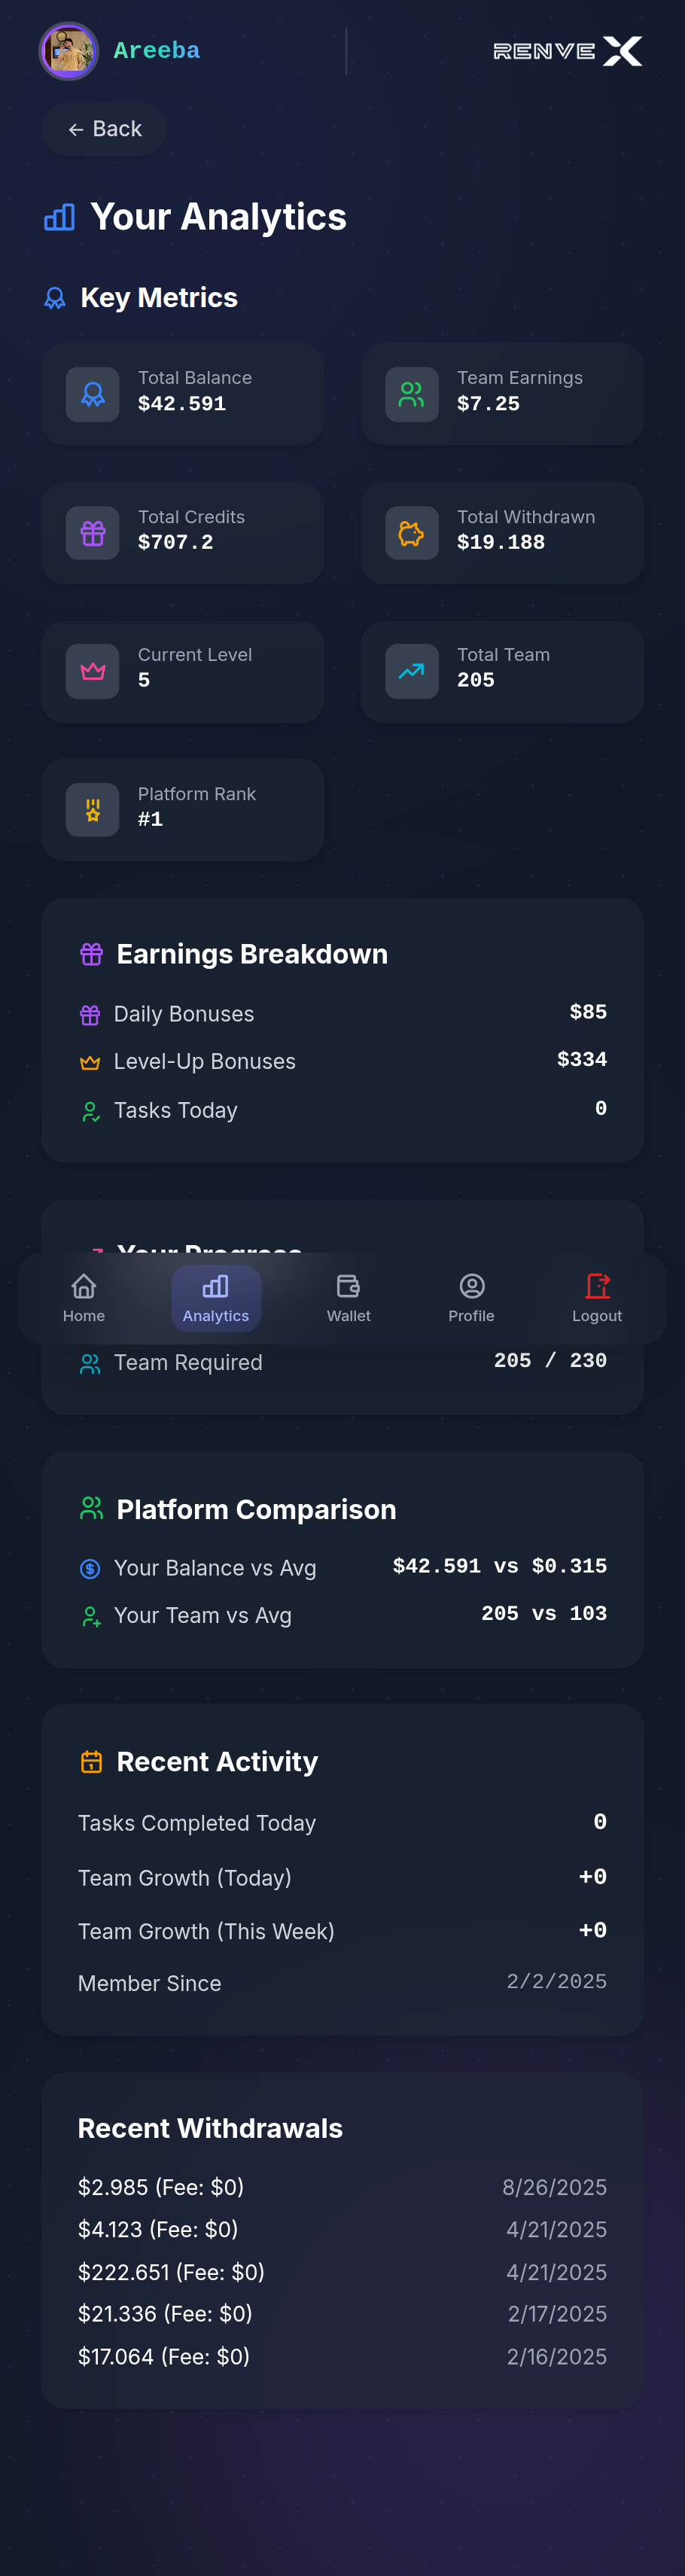 Areeba
RENVEX
← Back
Your Analytics
Key Metrics
Total Balance
$42.591
Team Earnings
$7.25
Total Credits
$707.2
Total Withdrawn
$19.188
Current Level
5
Total Team
205
Platform Rank
#1
Earnings Breakdown
Daily Bonuses $85
Level-Up Bonuses $334
Tasks Today 0
Your Progress
Home Analytics Wallet Profile Logout
Team Required 205 / 230
Platform Comparison
Your Balance vs Avg $42.591 vs $0.315
Your Team vs Avg 205 vs 103
Recent Activity
Tasks Completed Today 0
Team Growth (Today) +0
Team Growth (This Week) +0
Member Since 2/2/2025
Recent Withdrawals
$2.985 (Fee: $0) 8/26/2025
$4.123 (Fee: $0) 4/21/2025
$222.651 (Fee: $0) 4/21/2025
$21.336 (Fee: $0) 2/17/2025
$17.064 (Fee: $0) 2/16/2025